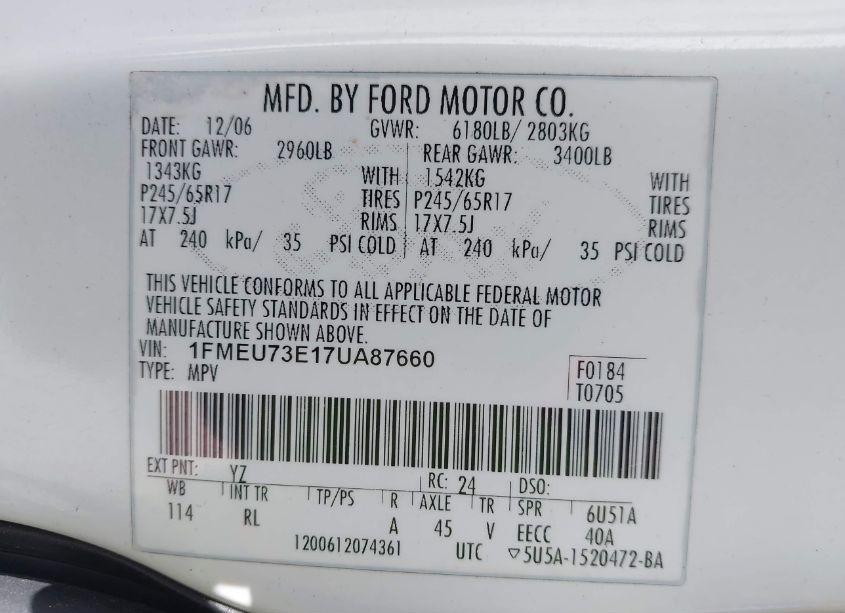 MFD. BY FORD MOTOR CO.
DATE: 12/06 GVWR: 6180LB/ 2803KG
FRONT GAWR: 2960LB REAR GAWR: 3400LB
1343KG WITH 1542KG WITH
P245/65R17 TIRES P245/65R17 TIRES
17X7.5J RIMS 17X7.5J RIMS
AT 240 kPa/ 35 PSI COLD AT 240 kPa/ 35 PSI COLD
THIS VEHICLE CONFORMS TO ALL APPLICABLE FEDERAL MOTOR
VEHICLE SAFETY STANDARDS IN EFFECT ON THE DATE OF
MANUFACTURE SHOWN ABOVE.
VIN: 1FMEU73E17UA87660
TYPE: MPV
F0184
T0705
EXT PNT: YZ RC: 24 DSO:
WB INT TR TP/PS R AXLE TR SPR 6U51A
114 RL A 45 V EECC 40A
1200612074361 UTC ▽5U5A-1520472-BA